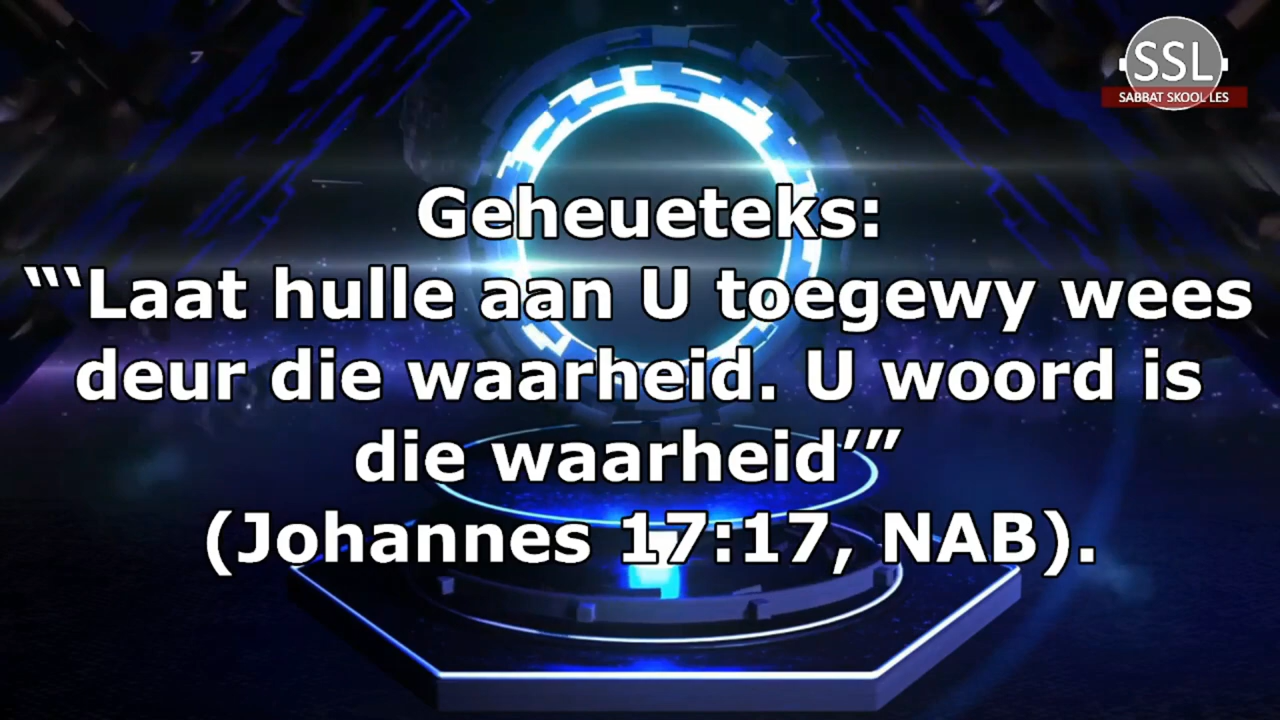 SSL
SABBAT SKOOL LES
Geheueteks:
“‘‘Laat hulle aan U toegewy wees
deur die waarheid. U woord is
die waarheid’”
(Johannes 17:17, NAB).